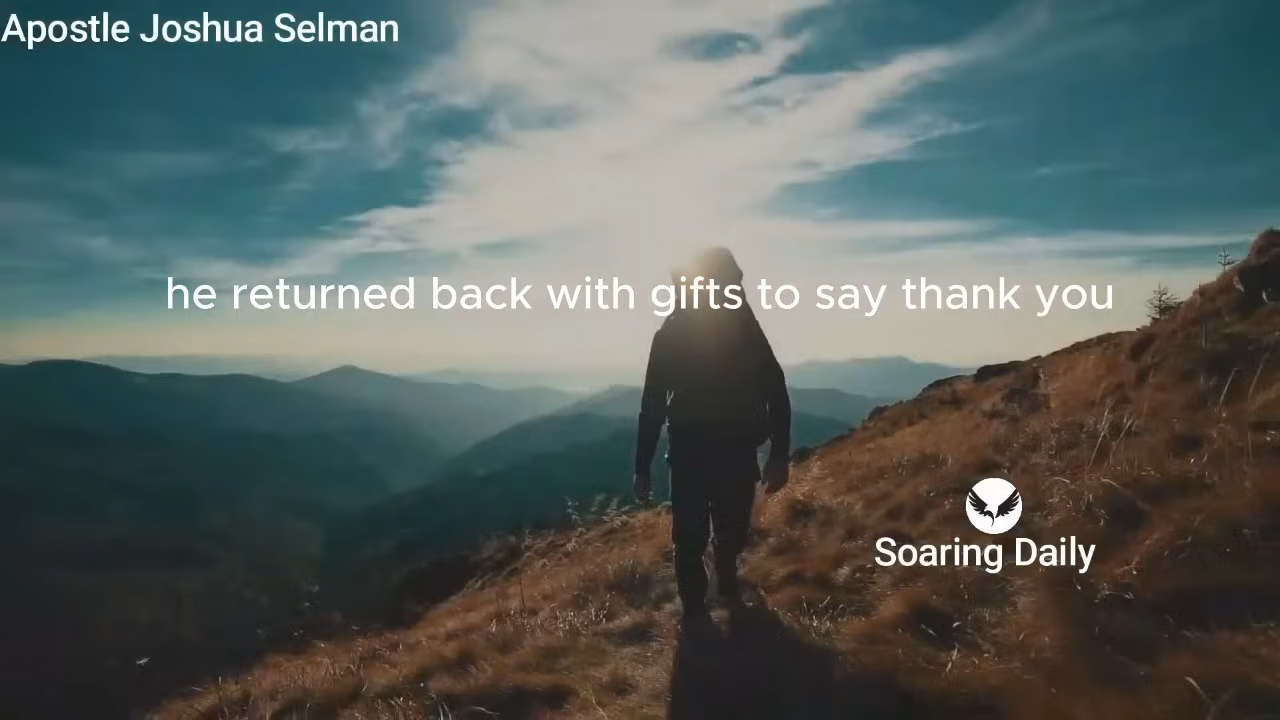 Apostle Joshua Selman
he returned back with gifts to say thank you
Soaring Daily